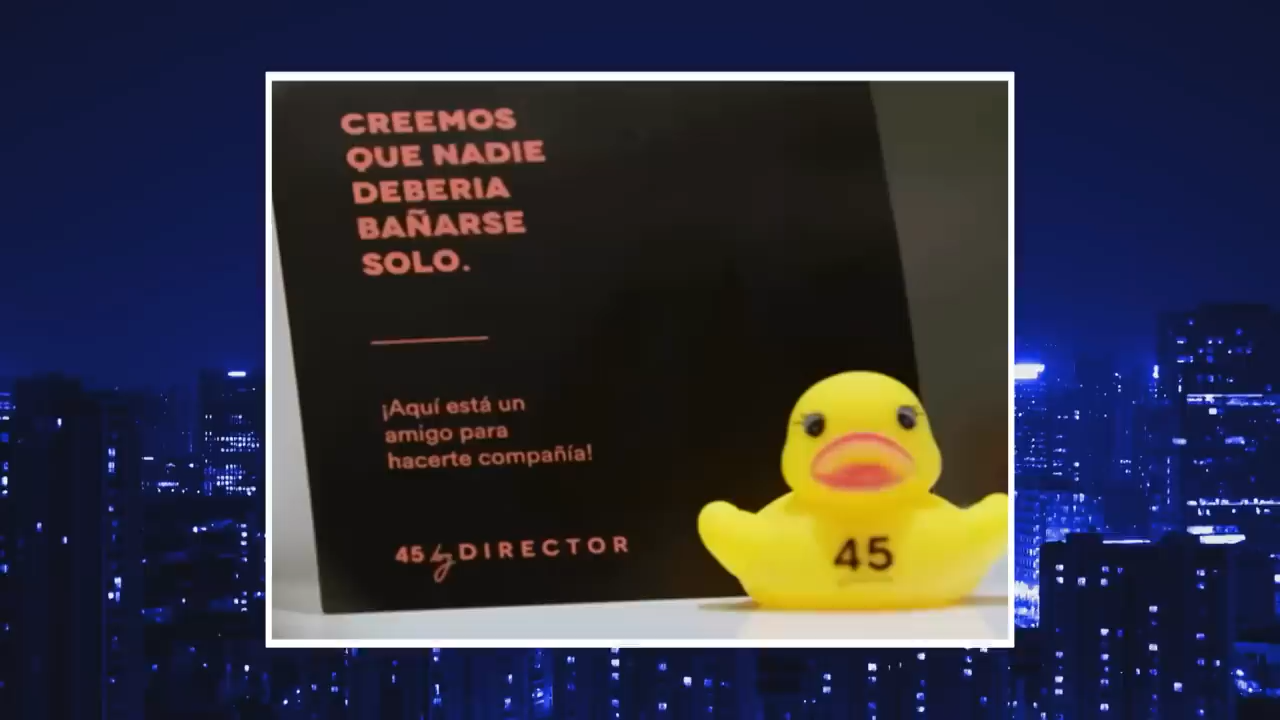 CREEMOS
QUE NADIE
DEBERIA
BAÑARSE
SOLO.
¡Aquí está un
amigo para
hacerte compañía!
45 by DIRECTOR
45